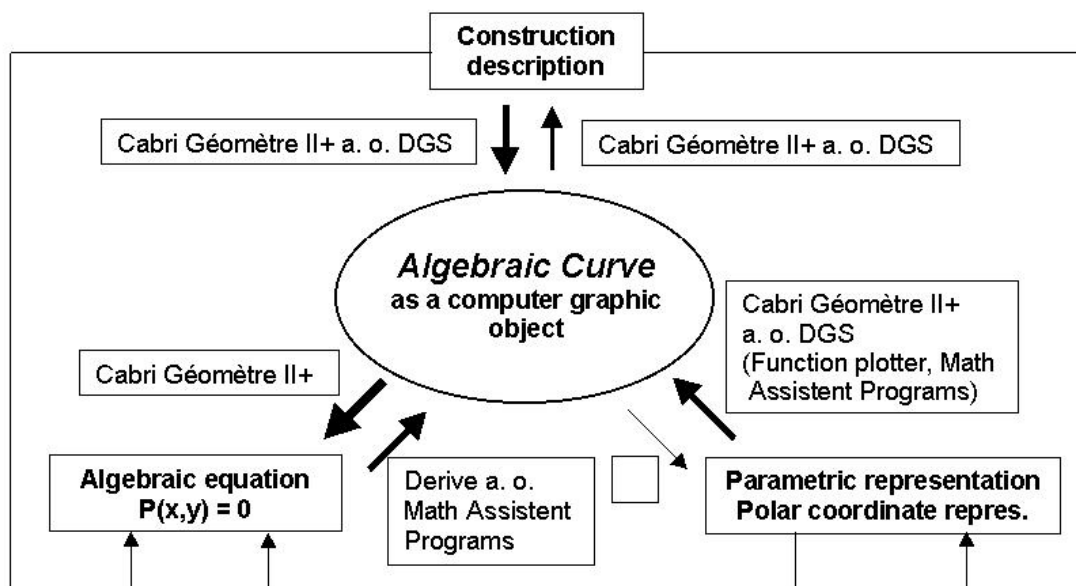 Construction
description
Cabri Géomètre II+ a. o. DGS
Cabri Géomètre II+ a. o. DGS
Algebraic Curve
as a computer graphic
object
Cabri Géomètre II+
a. o. DGS
(Function plotter, Math
Assistent Programs)
Cabri Géomètre II+
Algebraic equation
P(x,y) = 0
Derive a. o.
Math Assistent
Programs
Parametric representation
Polar coordinate repres.